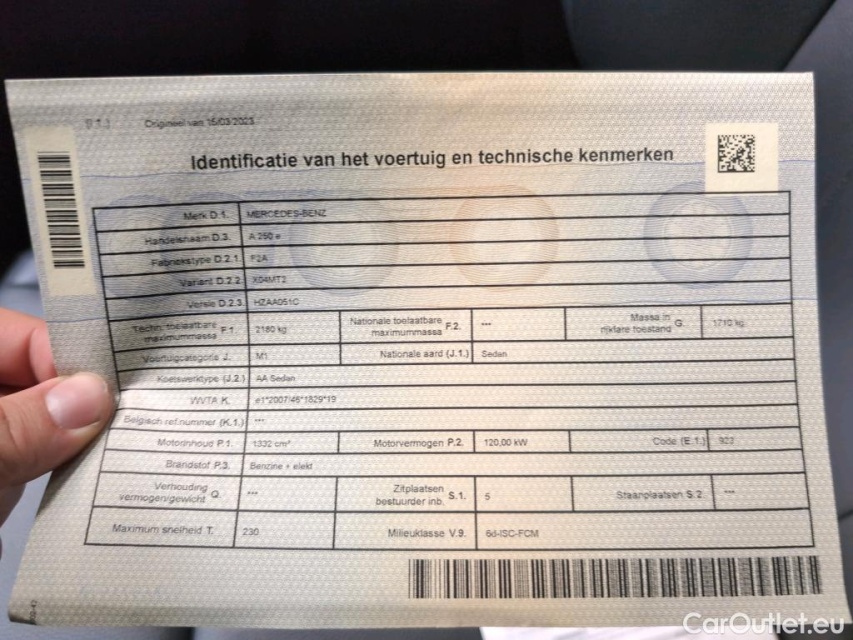 Origineel van 15/03/2023
Identificatie van het voertuig en technische kenmerken
Merk D.1. MERCEDES-BENZ
Handelsnaam D.3. A 250 e
Fabriekstype D.2.1. F2A
Variant D.2.2. X04MT2
Versie D.2.3. HZAA051C
Techn. toelaatbare maximummassa F.1. 2180 kg Nationale toelaatbare maximummassa F.2. --- Massa in rijklare toestand G. 1710 kg
Voertuigcategorie J. M1 Nationale aard (J.1.) Sedan
Koetswerktype (J.2.) AA Sedan
WVTA K. e1*2007/46*1829*19
Belgisch ref.nummer (K.1.) ---
Motorinhoud P.1. 1332 cm³ Motorvermogen P.2. 120,00 kW Code (E.1.) 923
Brandstof P.3. Benzine + elekt
Verhouding vermogen/gewicht Q. --- Zitplaatsen bestuurder inb. S.1. 5 Staanplaatsen S.2. ---
Maximum snelheid T. 230 Milieuklasse V.9. 6d-ISC-FCM
CarOutlet.eu